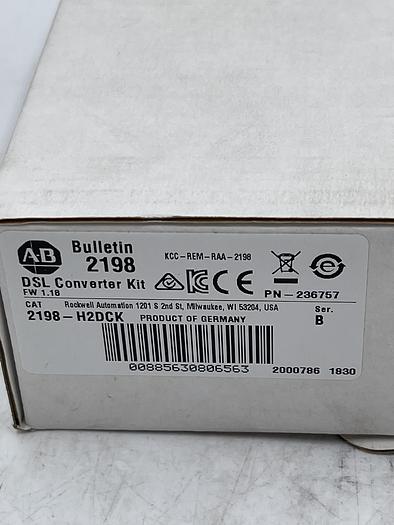 A-B
Bulletin
2198
KCC-REM-RAA-2198
DSL Converter Kit
FW 1.18
PN-236757
CAT
Rockwell Automation 1201 S 2nd St, Milwaukee, WI 53204, USA
Ser.
2198-H2DCK
PRODUCT OF GERMANY
B
00885630806563
2000786 1830